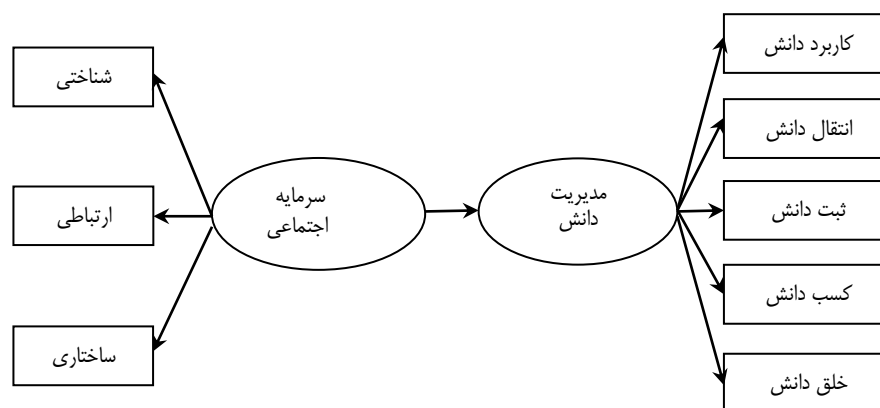 کاربرد دانش
شناختی
انتقال دانش
مدیریت
دانش
سرمایه
اجتماعی
ثبت دانش
ارتباطی
کسب دانش
ساختاری
خلق دانش